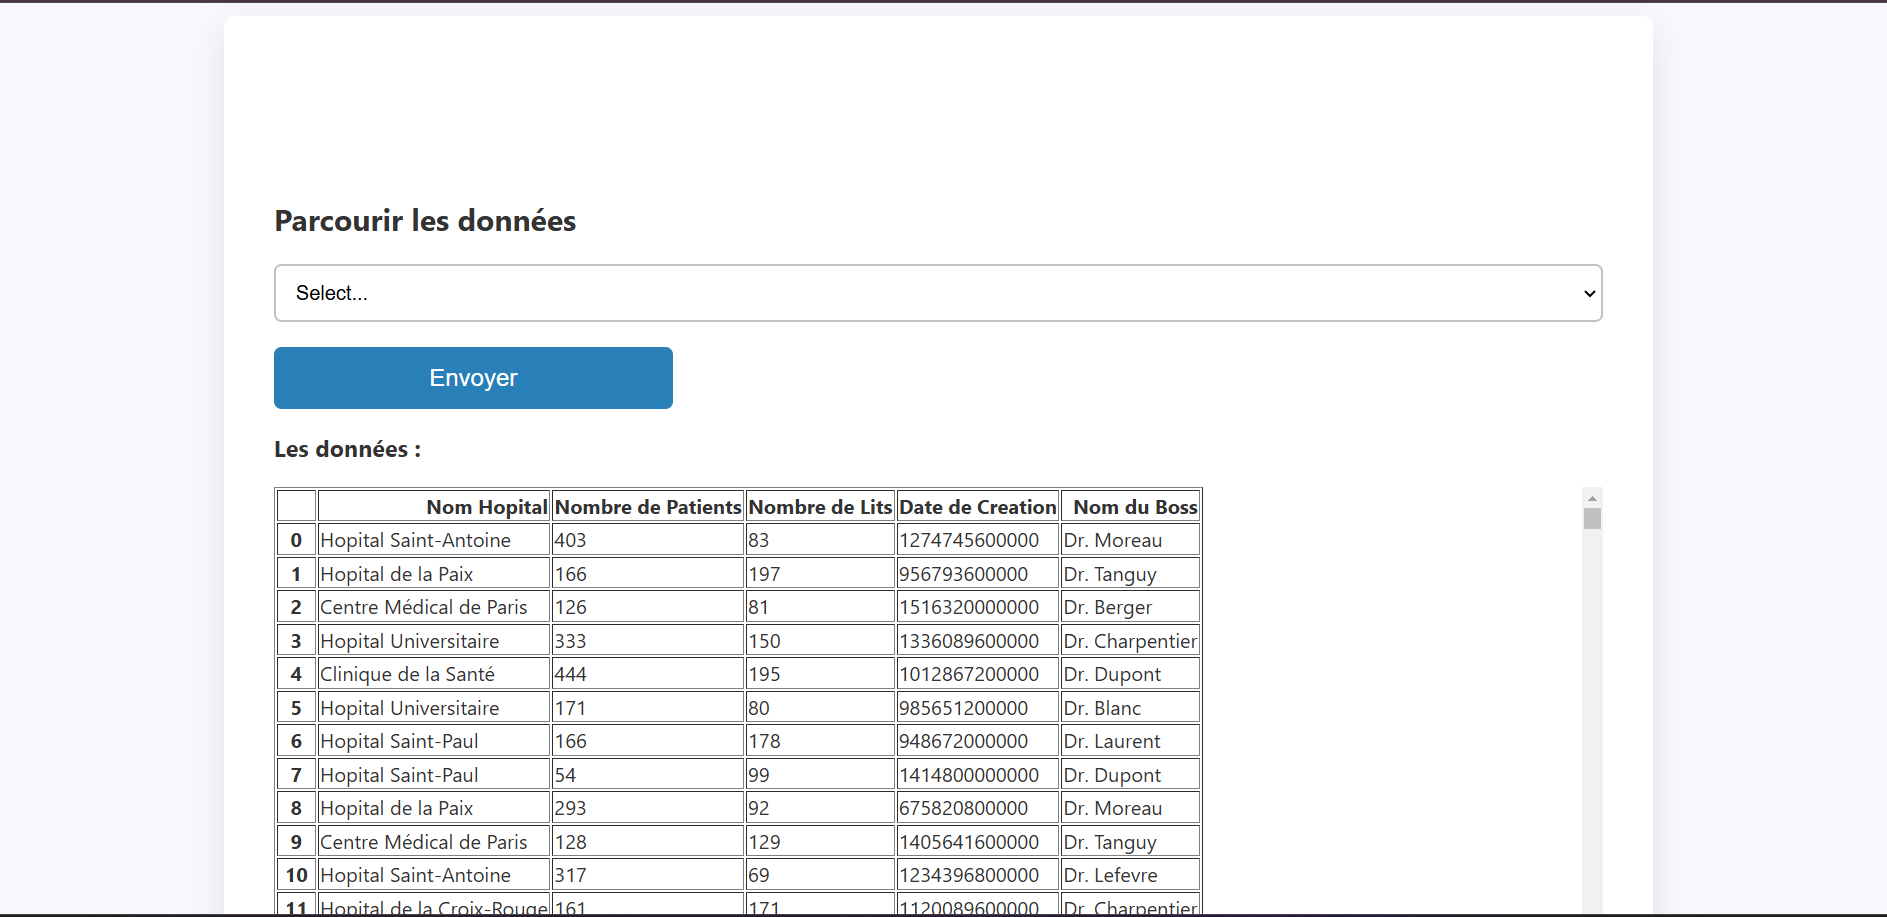 Parcourir les données
Select...
Envoyer
Les données :
Nom Hopital Nombre de Patients Nombre de Lits Date de Creation Nom du Boss
0 Hopital Saint-Antoine 403 83 1274745600000 Dr. Moreau
1 Hopital de la Paix 166 197 956793600000 Dr. Tanguy
2 Centre Médical de Paris 126 81 1516320000000 Dr. Berger
3 Hopital Universitaire 333 150 1336089600000 Dr. Charpentier
4 Clinique de la Santé 444 195 1012867200000 Dr. Dupont
5 Hopital Universitaire 171 80 985651200000 Dr. Blanc
6 Hopital Saint-Paul 166 178 948672000000 Dr. Laurent
7 Hopital Saint-Paul 54 99 1414800000000 Dr. Dupont
8 Hopital de la Paix 293 92 675820800000 Dr. Moreau
9 Centre Médical de Paris 128 129 1405641600000 Dr. Tanguy
10 Hopital Saint-Antoine 317 69 1234396800000 Dr. Lefevre
11 Hopital de la Croix-Rouge 161 171 1120089600000 Dr. Charpentier